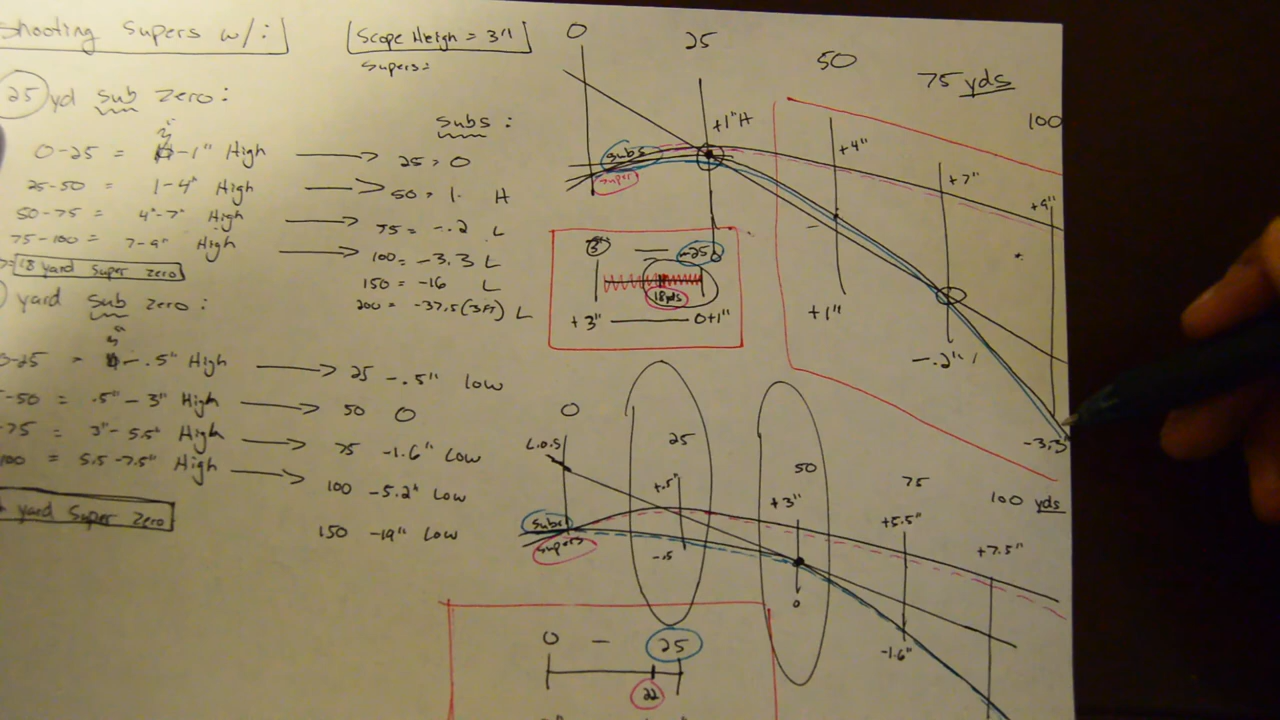 Shooting Supers w/:
Scope Heigh = 3"
Supers:
25 yd sub zero:
Subs:
0-25 = -1" High
25 > 0
25-50 = 1-4" High
50 > 1. H
50-75 = 4"-7" High
75 = -.2 L
75-100 = 7-9" High
100 = -3.3 L
18 yard Super zero
150 = -16 L
200 = -37.5 (3FT) L
yard sub zero:
0-25 = -.5" High
25 -.5" Low
-50 = .5" - 3" High
50 0
-75 = 3" - 5.5" High
75 -1.6" Low
100 = 5.5-7.5" High
100 -5.2" Low
yard Super zero
150 -19" Low
0
25
50
75 yds
100
+1" H
+4"
+7"
+9"
subs
super
+1"
-.2"
-3.3
3" 25
18yds
+3" 0+1"
0
25
50
75
100 yds
L.O.S
+.5"
+3"
+5.5"
+7.5"
Subs
Supers
-.5
0
-1.6"
0 - 25
22